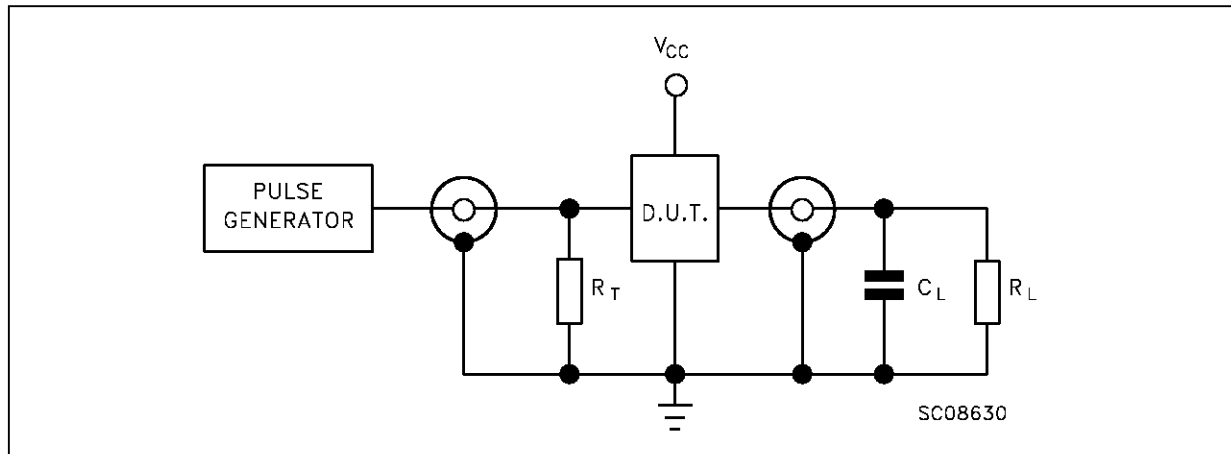 VCC
PULSE
GENERATOR
D.U.T.
RT
CL
RL
SC08630